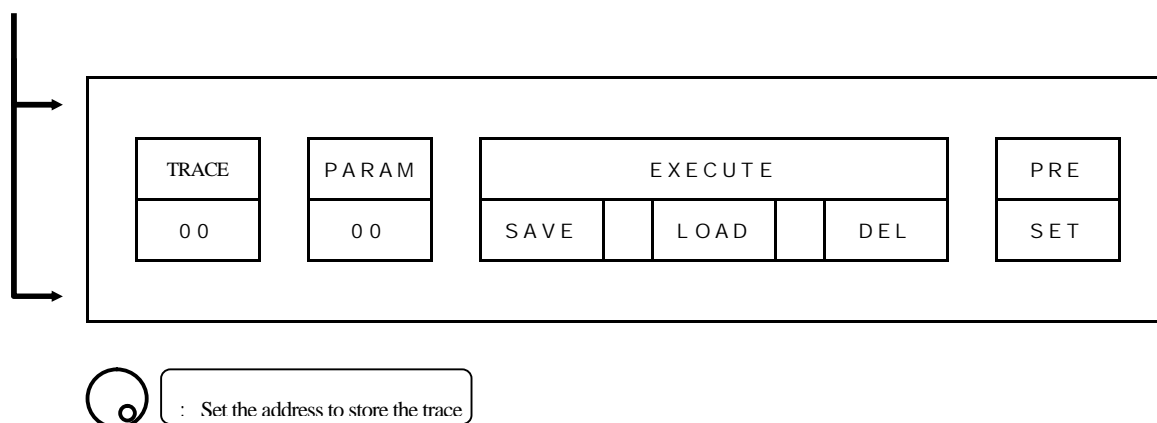 TRACE PARAM EXECUTE PRE
00 00 SAVE LOAD DEL SET
: Set the address to store the trace